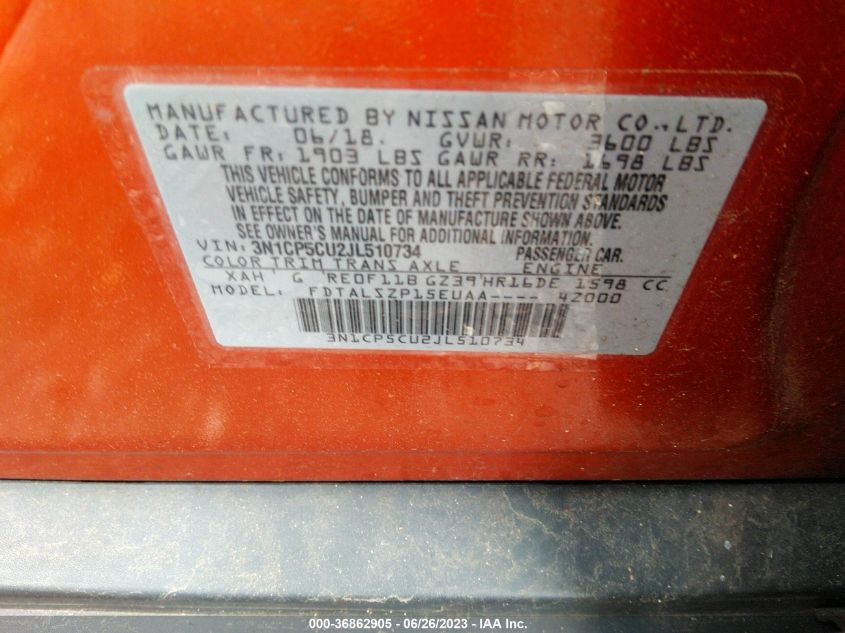 MANUFACTURED BY NISSAN MOTOR CO.,LTD.
DATE: 06/18. GVWR: 3600 LBS
GAWR FR: 1903 LBS GAWR RR: 1698 LBS
THIS VEHICLE CONFORMS TO ALL APPLICABLE FEDERAL MOTOR
VEHICLE SAFETY, BUMPER AND THEFT PREVENTION STANDARDS
IN EFFECT ON THE DATE OF MANUFACTURE SHOWN ABOVE.
SEE OWNER'S MANUAL FOR ADDITIONAL INFORMATION.
VIN: 3N1CP5CU2JL510734 PASSENGER CAR.
COLOR TRIM TRANS AXLE ENGINE
XAH G RE0F11B GZ39 HR16DE 1598 CC
MODEL: FDTALSZP15EUAA---- 42000
3N1CP5CU2JL510734
000-36862905 - 06/26/2023 - IAA Inc.